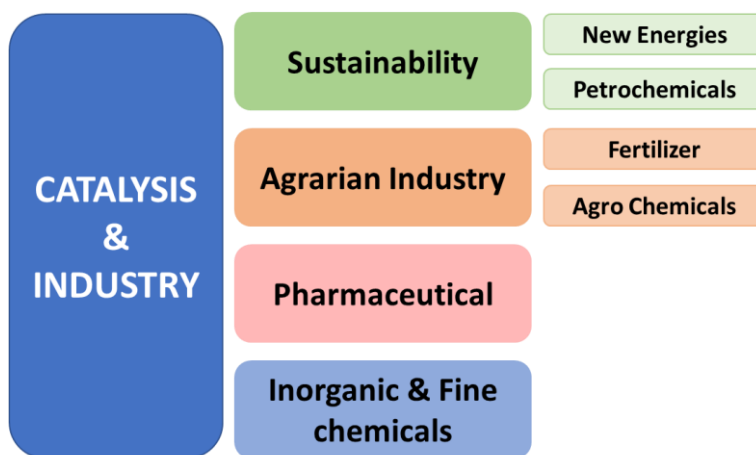 CATALYSIS
&
INDUSTRY
Sustainability
New Energies
Petrochemicals
Agrarian Industry
Fertilizer
Agro Chemicals
Pharmaceutical
Inorganic & Fine
chemicals